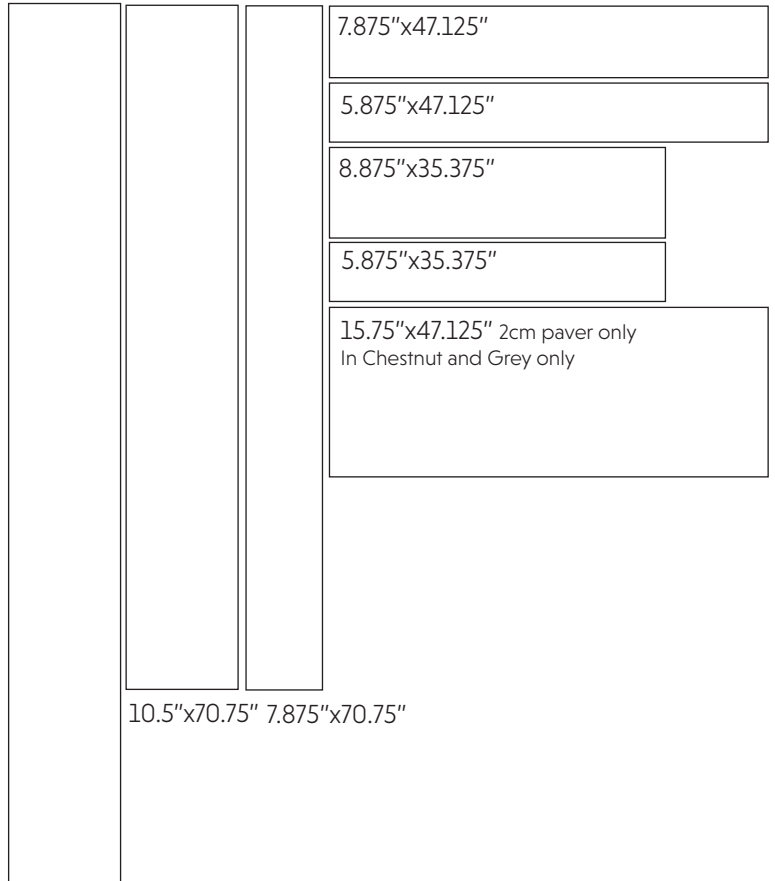 7.875"x47.125"
5.875"x47.125"
8.875"x35.375"
5.875"x35.375"
15.75"x47.125" 2cm paver only
In Chestnut and Grey only
10.5"x70.75" 7.875"x70.75"